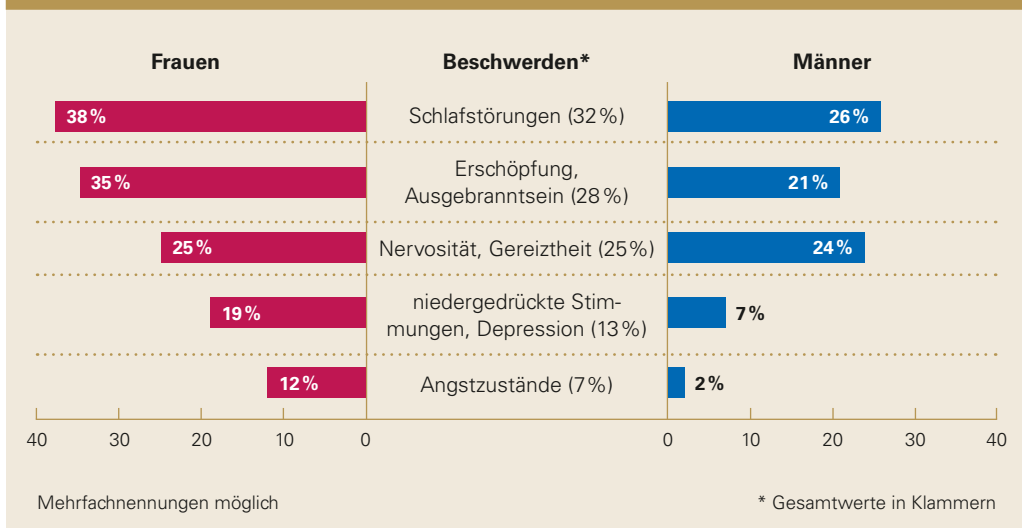 Frauen
Beschwerden*
Männer
38 %
Schlafstörungen (32 %)
26 %
35 %
Erschöpfung,
Ausgebranntsein (28 %)
21 %
25 %
Nervosität, Gereiztheit (25 %)
24 %
19 %
niedergedrückte Stim-
mungen, Depression (13 %)
7 %
12 %
Angstzustände (7 %)
2 %
40 30 20 10 0
0 10 20 30 40
Mehrfachnennungen möglich
* Gesamtwerte in Klammern